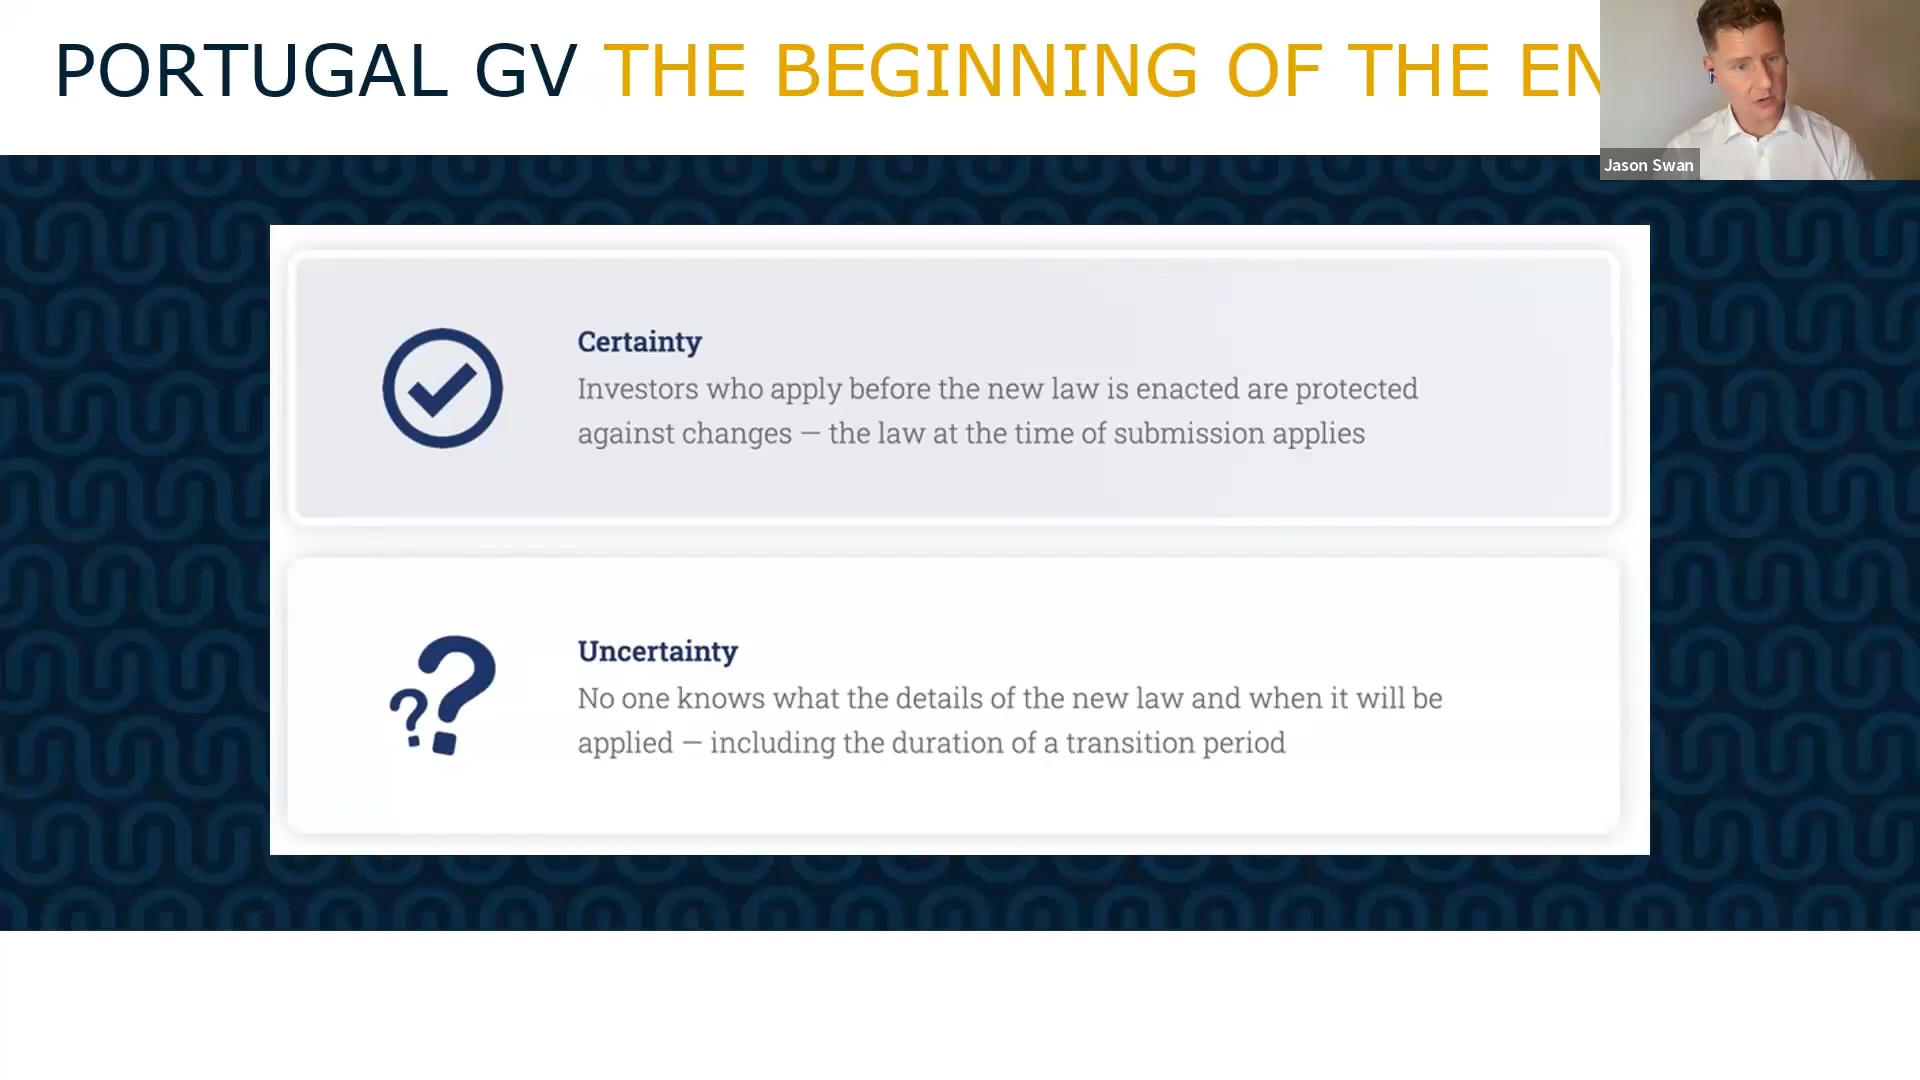 PORTUGAL GV THE BEGINNING OF THE
Jason Swan
Certainty
Investors who apply before the new law is enacted are protected
against changes — the law at the time of submission applies
Uncertainty
No one knows what the details of the new law and when it will be
applied — including the duration of a transition period